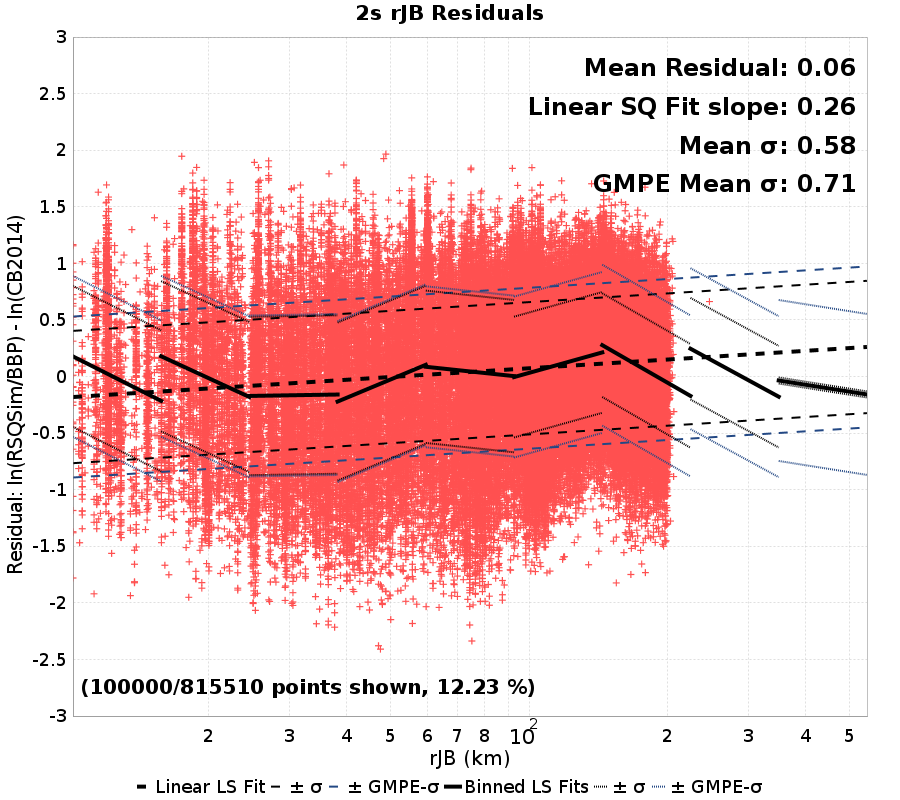 2s rJB Residuals
Mean Residual: 0.06
Linear SQ Fit slope: 0.26
Mean σ: 0.58
GMPE Mean σ: 0.71
3
2.5
2
1.5
1
0.5
0
-0.5
-1
-1.5
-2
-2.5
-3
Residual: ln(RSQSim/BBP) - ln(CB2014)
(100000/815510 points shown, 12.23 %)
2 3 4 5 6 7 8 10² 2 3 4 5
rJB (km)
Linear LS Fit ± σ ± GMPE-σ Binned LS Fits ± σ ± GMPE-σ